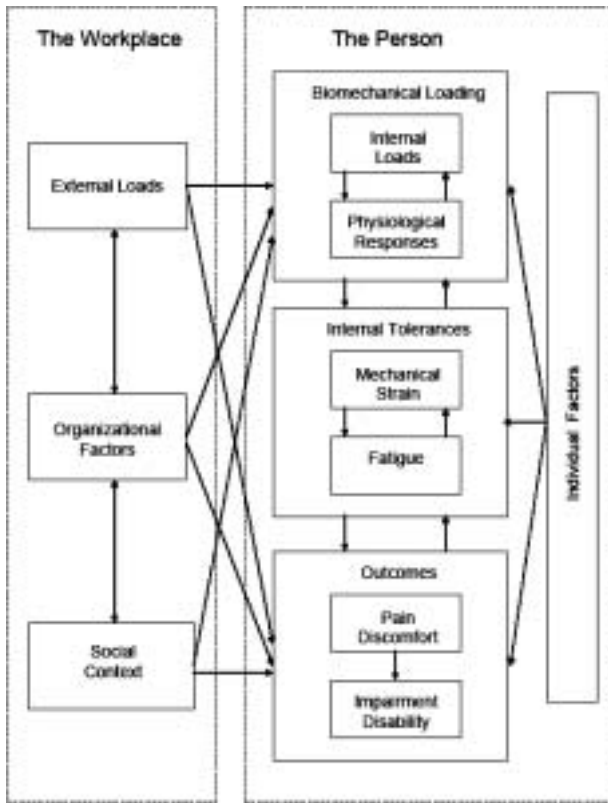 The Workplace
The Person
External Loads
Organizational
Factors
Social
Context
Biomechanical Loading
Internal
Loads
Physiological
Responses
Internal Tolerances
Mechanical
Strain
Fatigue
Outcomes
Pain
Discomfort
Impairment
Disability
Individual Factors